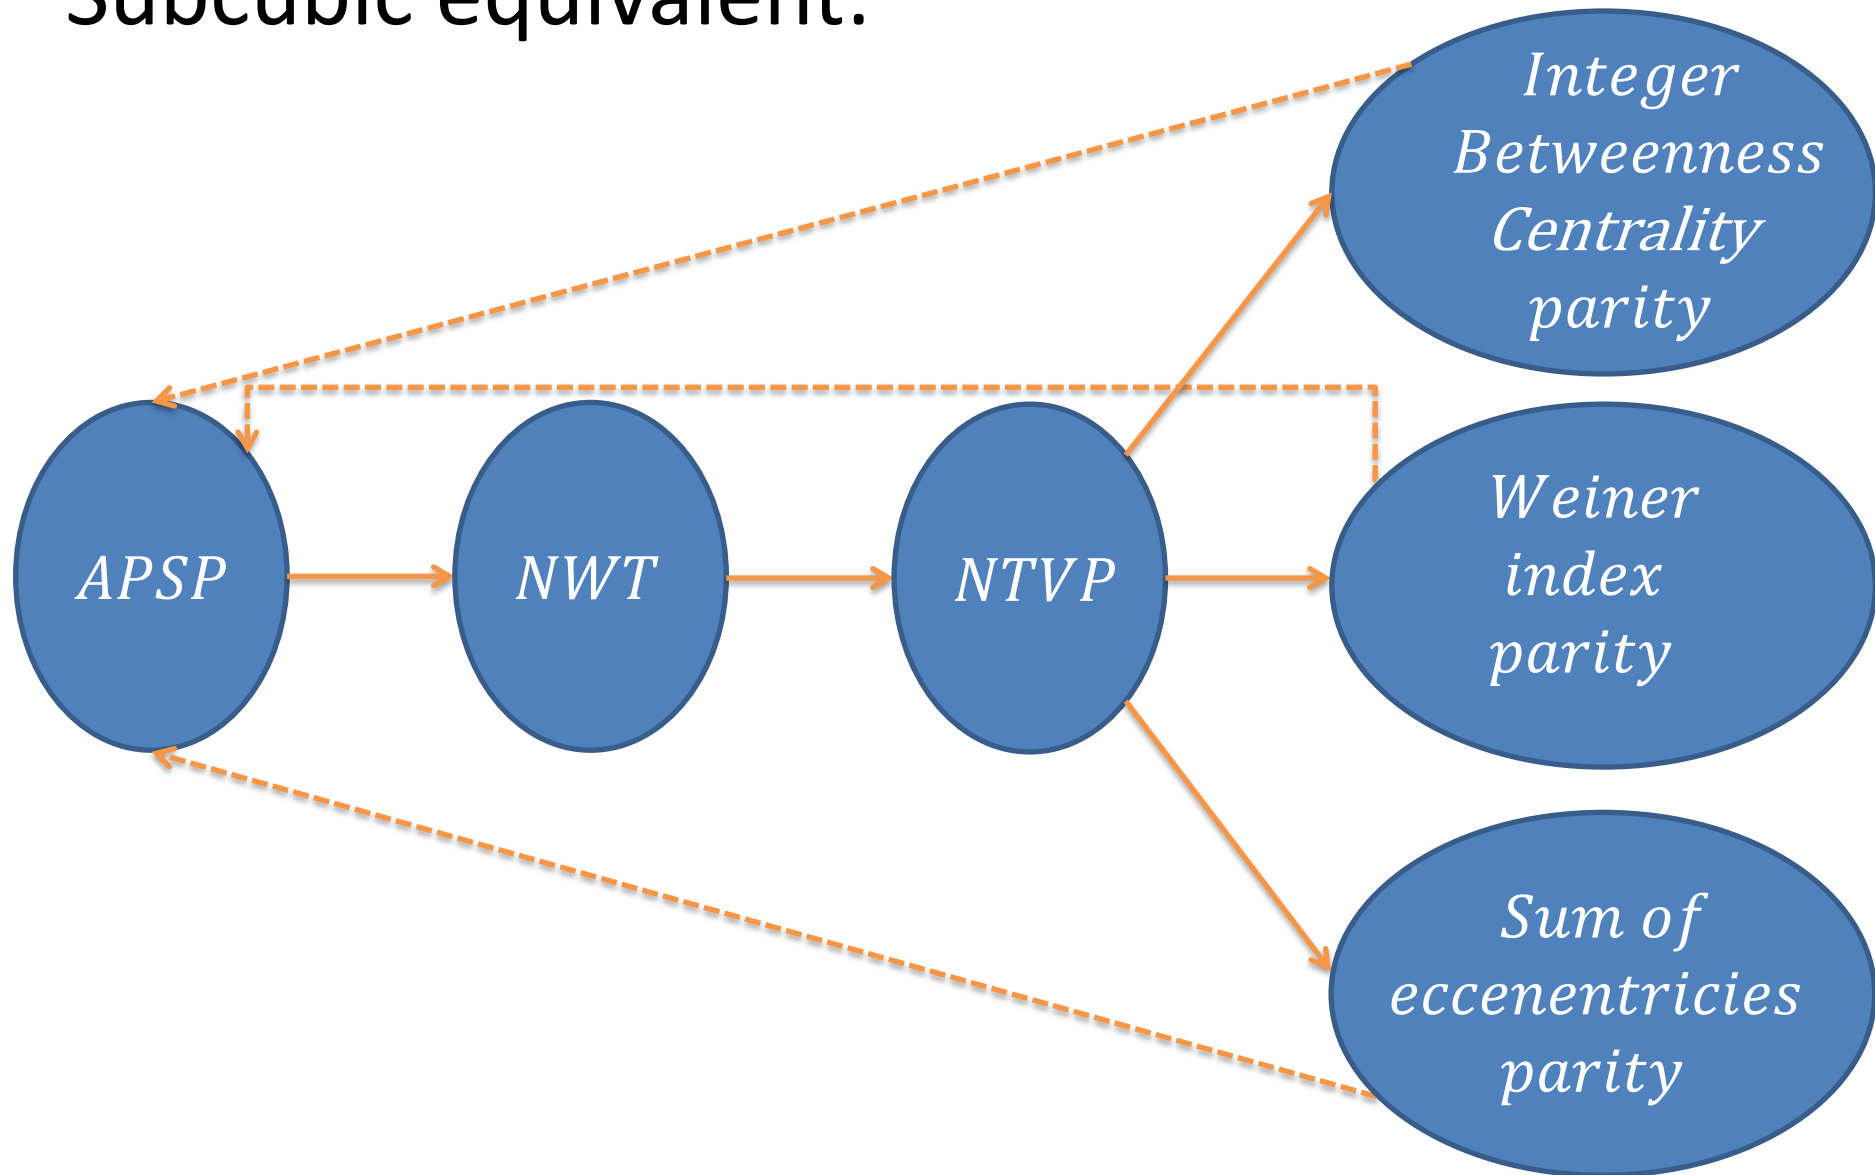 Subcubic equivalent:
Integer
Betweenness
Centrality
parity
APSP
NWT
NTVP
Weiner
index
parity
Sum of
eccenentricies
parity